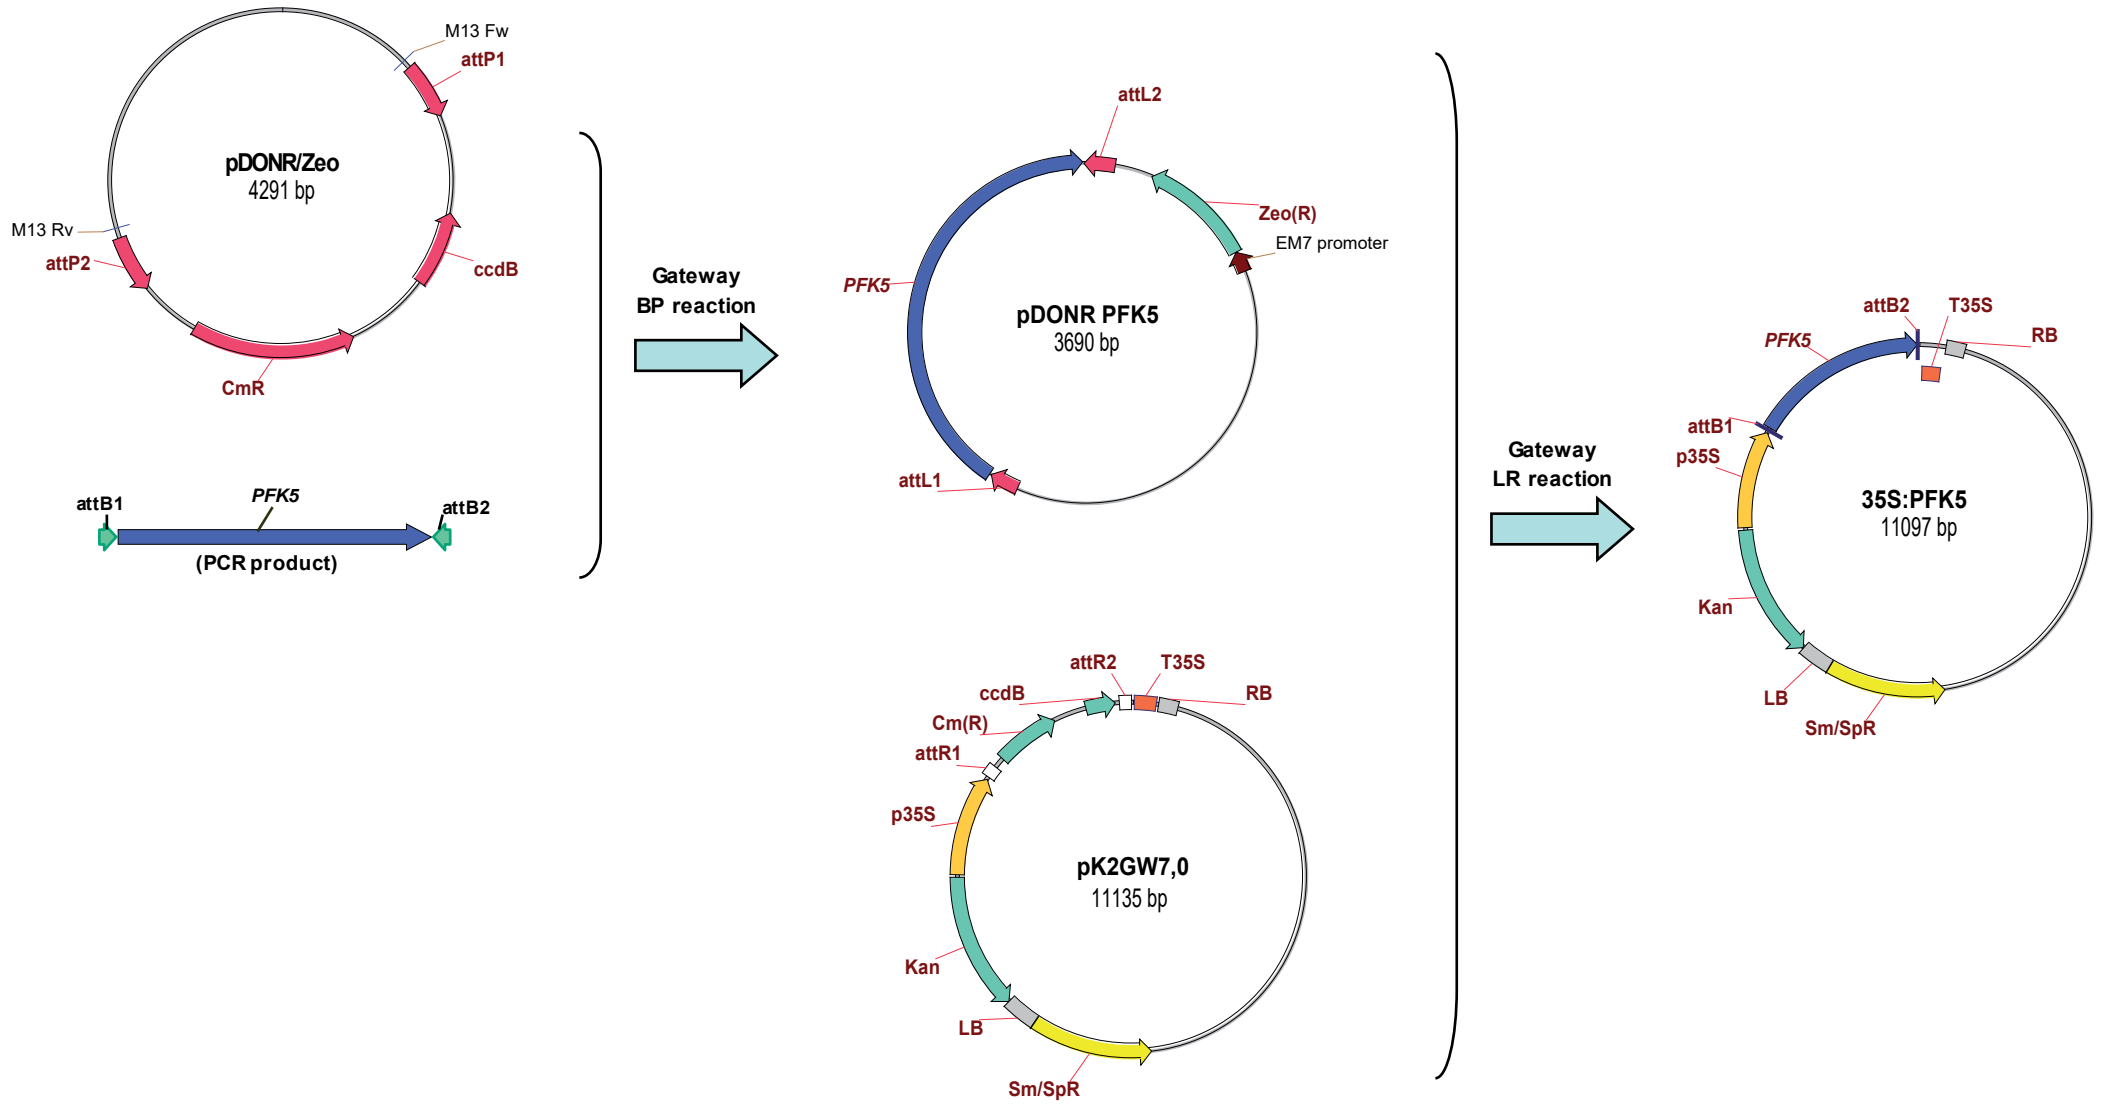 M13 Fw
attP1
pDONR/Zeo
4291 bp
M13 Rv
attP2
ccdB
CmR
attB1
PFK5
attB2
(PCR product)
Gateway
BP reaction
attL2
Zeo(R)
EM7 promoter
PFK5
pDONR PFK5
3690 bp
attL1
attR2
T35S
ccdB
RB
Cm(R)
attR1
p35S
pK2GW7,0
11135 bp
Kan
LB
Sm/SpR
Gateway
LR reaction
attB2
T35S
PFK5
RB
attB1
p35S
35S:PFK5
11097 bp
Kan
LB
Sm/SpR